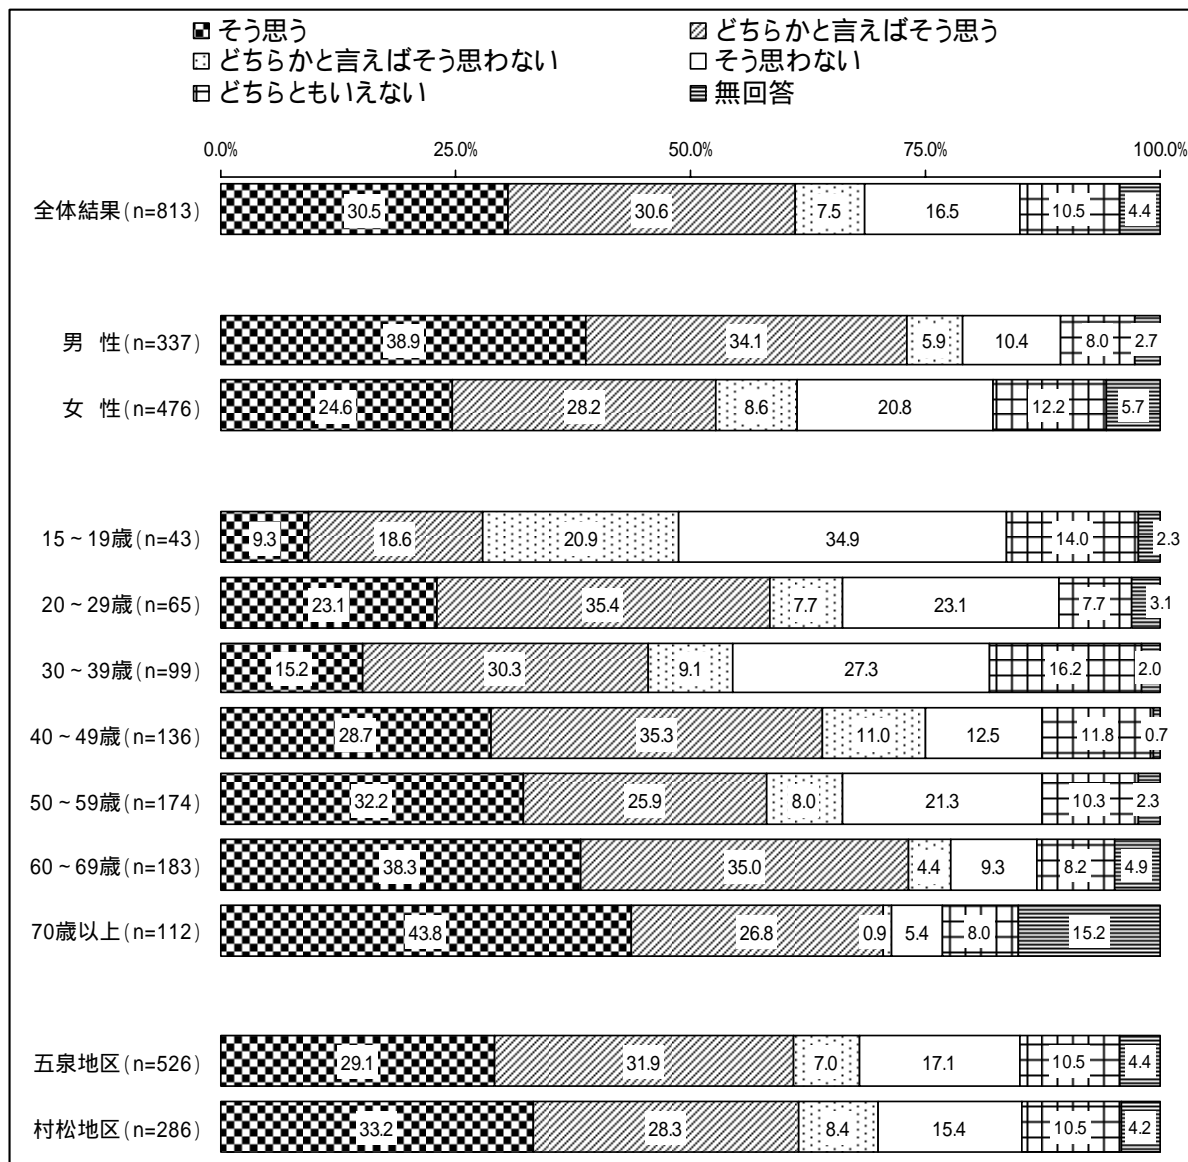 そう思う どちらかと言えばそう思う
どちらかと言えばそう思わない そう思わない
どちらともいえない 無回答
0.0% 25.0% 50.0% 75.0% 100.0%
全体結果(n=813) 30.5 30.6 7.5 16.5 10.5 4.4
男 性(n=337) 38.9 34.1 5.9 10.4 8.0 2.7
女 性(n=476) 24.6 28.2 8.6 20.8 12.2 5.7
15~19歳(n=43) 9.3 18.6 20.9 34.9 14.0 2.3
20~29歳(n=65) 23.1 35.4 7.7 23.1 7.7 3.1
30~39歳(n=99) 15.2 30.3 9.1 27.3 16.2 2.0
40~49歳(n=136) 28.7 35.3 11.0 12.5 11.8 0.7
50~59歳(n=174) 32.2 25.9 8.0 21.3 10.3 2.3
60~69歳(n=183) 38.3 35.0 4.4 9.3 8.2 4.9
70歳以上(n=112) 43.8 26.8 0.9 5.4 8.0 15.2
五泉地区(n=526) 29.1 31.9 7.0 17.1 10.5 4.4
村松地区(n=286) 33.2 28.3 8.4 15.4 10.5 4.2